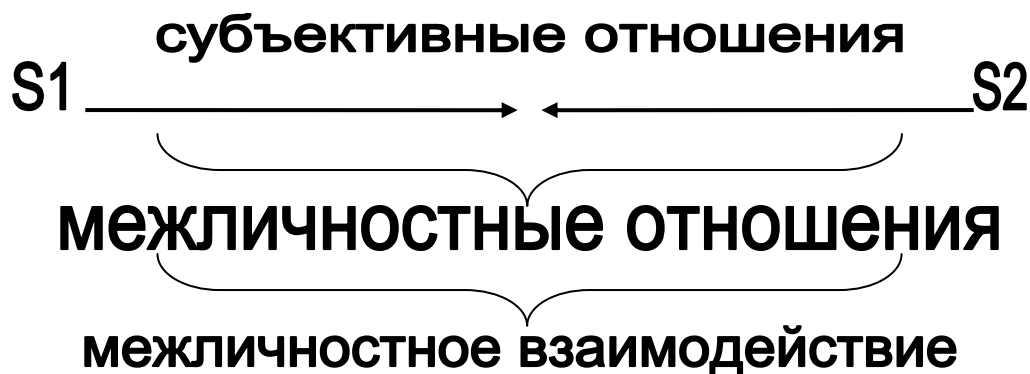 субъективные отношения
S1 S2
межличностные отношения
межличностное взаимодействие